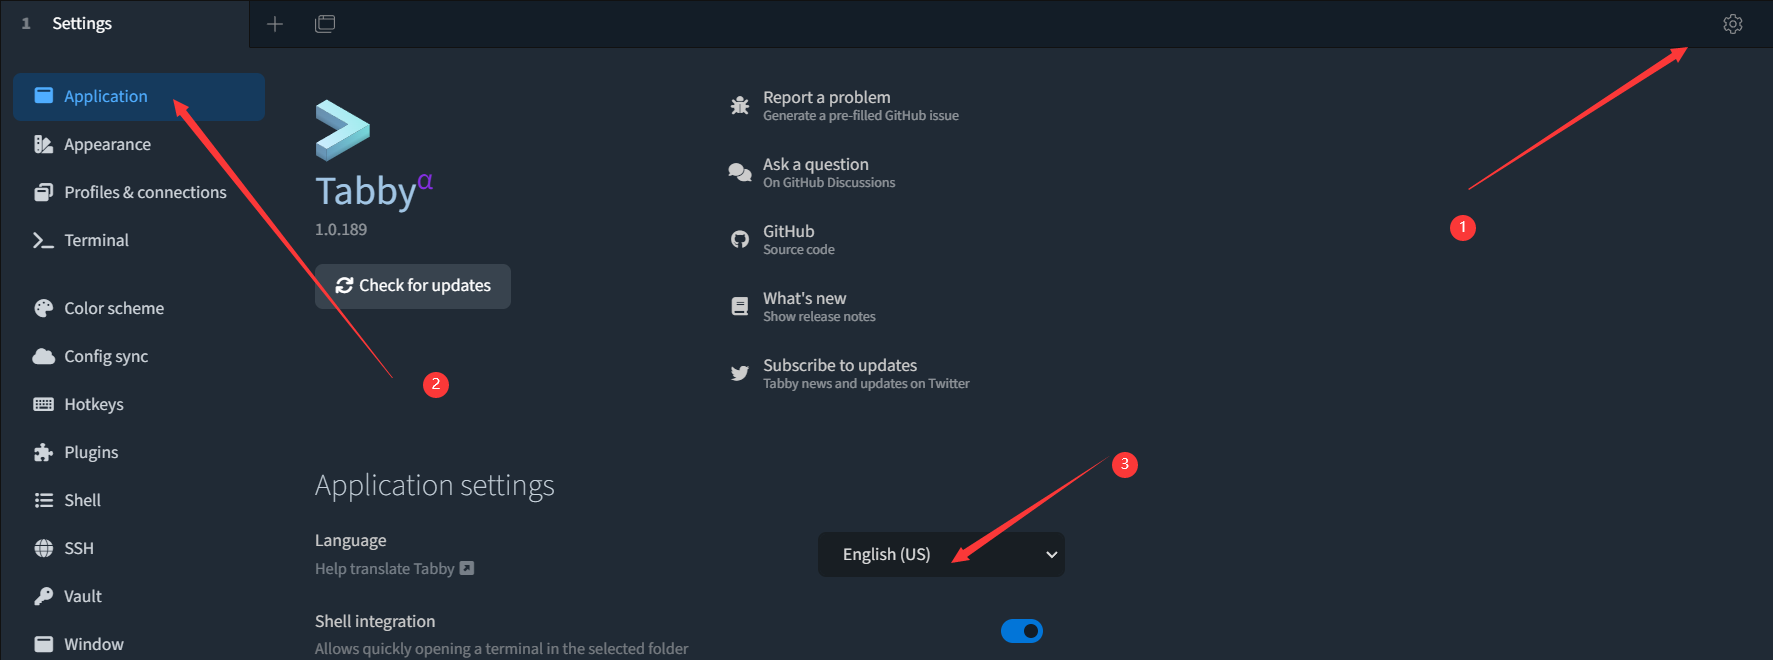 1 Settings
Application
Appearance
Profiles & connections
Terminal
Color scheme
Config sync
Hotkeys
Plugins
Shell
SSH
Vault
Window
Tabbyα
1.0.189
Check for updates
Report a problem
Generate a pre-filled GitHub issue
Ask a question
On GitHub Discussions
GitHub
Source code
What's new
Show release notes
Subscribe to updates
Tabby news and updates on Twitter
1
2
3
Application settings
Language
Help translate Tabby
English (US)
Shell integration
Allows quickly opening a terminal in the selected folder